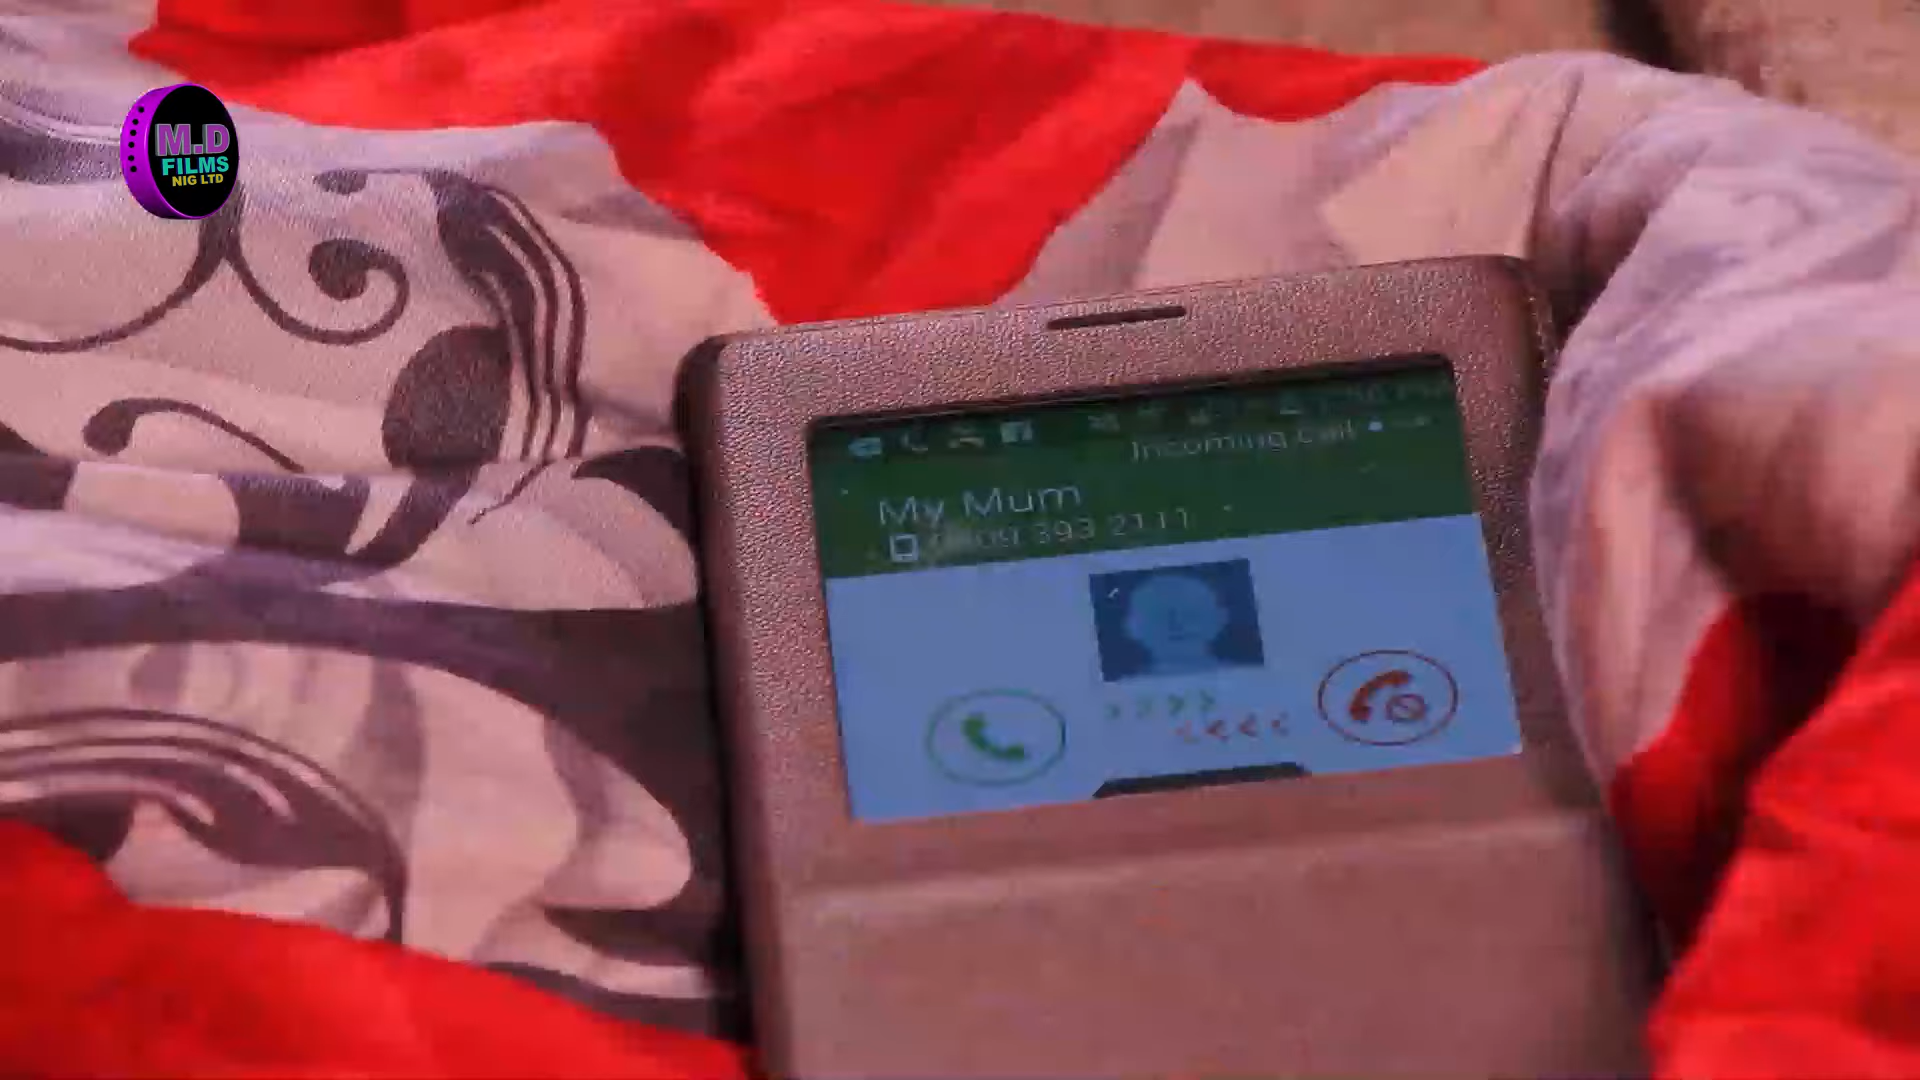 M.D
FILMS
NIG LTD
Incoming call
My Mum
393 2111